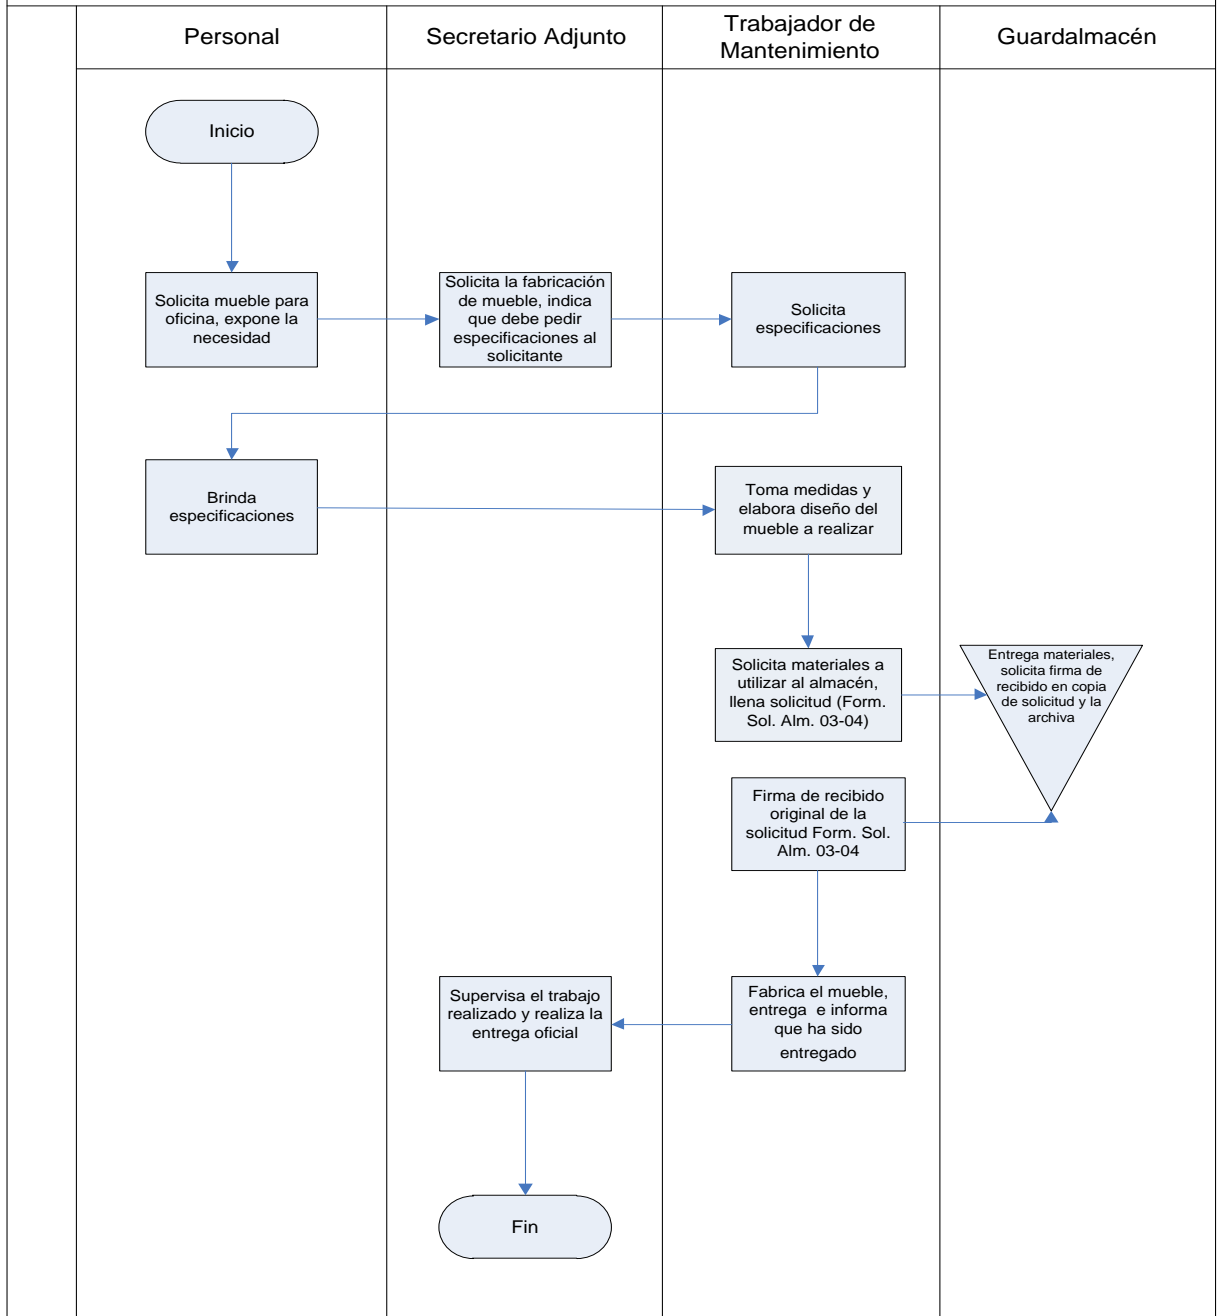 Personal
Secretario Adjunto
Trabajador de
Mantenimiento
Guardalmacén
Inicio
Solicita mueble para
oficina, expone la
necesidad
Solicita la fabricación
de mueble, indica
que debe pedir
especificaciones al
solicitante
Solicita
especificaciones
Brinda
especificaciones
Toma medidas y
elabora diseño del
mueble a realizar
Solicita materiales a
utilizar al almacén,
llena solicitud (Form.
Sol. Alm. 03-04)
Entrega materiales,
solicita firma de
recibido en copia
de solicitud y la
archiva
Firma de recibido
original de la
solicitud Form. Sol.
Alm. 03-04
Fabrica el mueble,
entrega e informa
que ha sido
entregado
Supervisa el trabajo
realizado y realiza la
entrega oficial
Fin